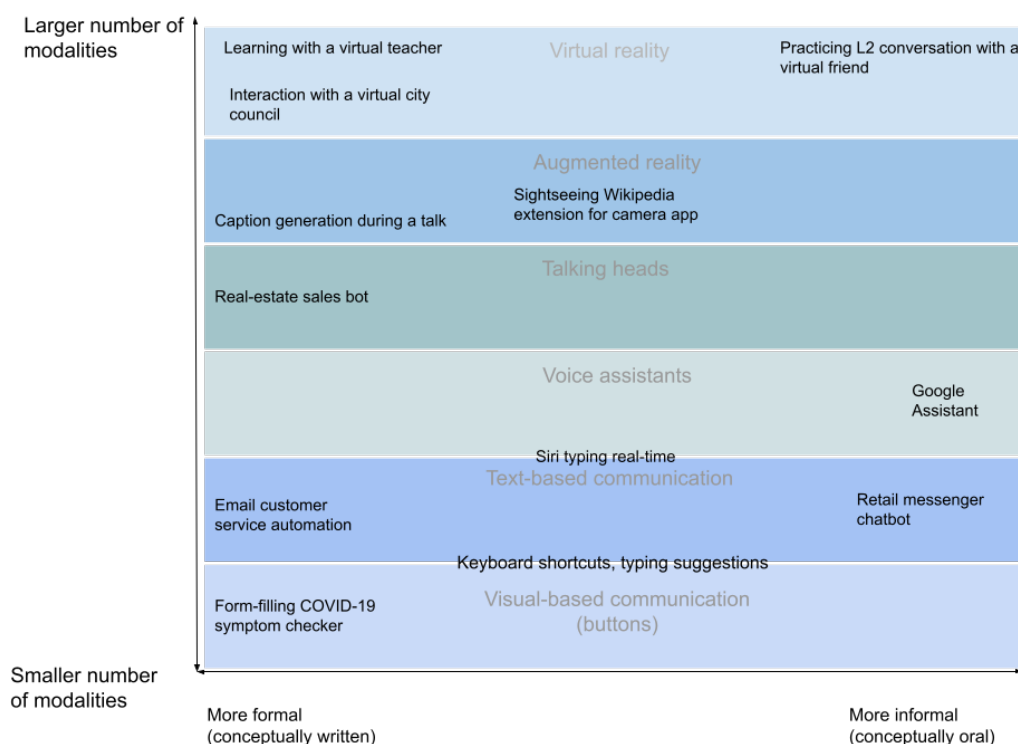 Larger number of
modalities
Learning with a virtual teacher
Virtual reality
Practicing L2 conversation with a
virtual friend
Interaction with a virtual city
council
Augmented reality
Sightseeing Wikipedia
extension for camera app
Caption generation during a talk
Talking heads
Real-estate sales bot
Voice assistants
Google
Assistant
Siri typing real-time
Text-based communication
Email customer
service automation
Retail messenger
chatbot
Keyboard shortcuts, typing suggestions
Visual-based communication
(buttons)
Form-filling COVID-19
symptom checker
Smaller number
of modalities
More formal
(conceptually written)
More informal
(conceptually oral)